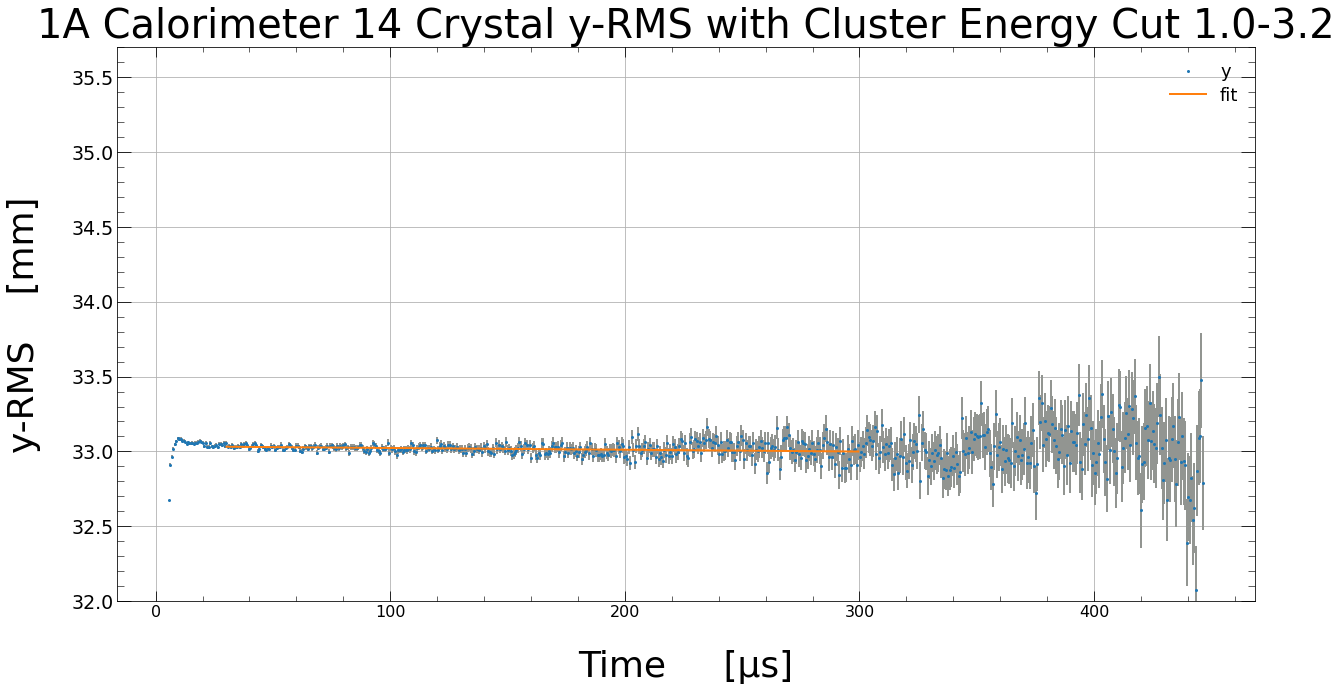 1A Calorimeter 14 Crystal y-RMS with Cluster Energy Cut 1.0-3.2
y
fit
35.5
35.0
34.5
34.0
33.5
33.0
32.5
32.0
y-RMS [mm]
0 100 200 300 400
Time [μs]